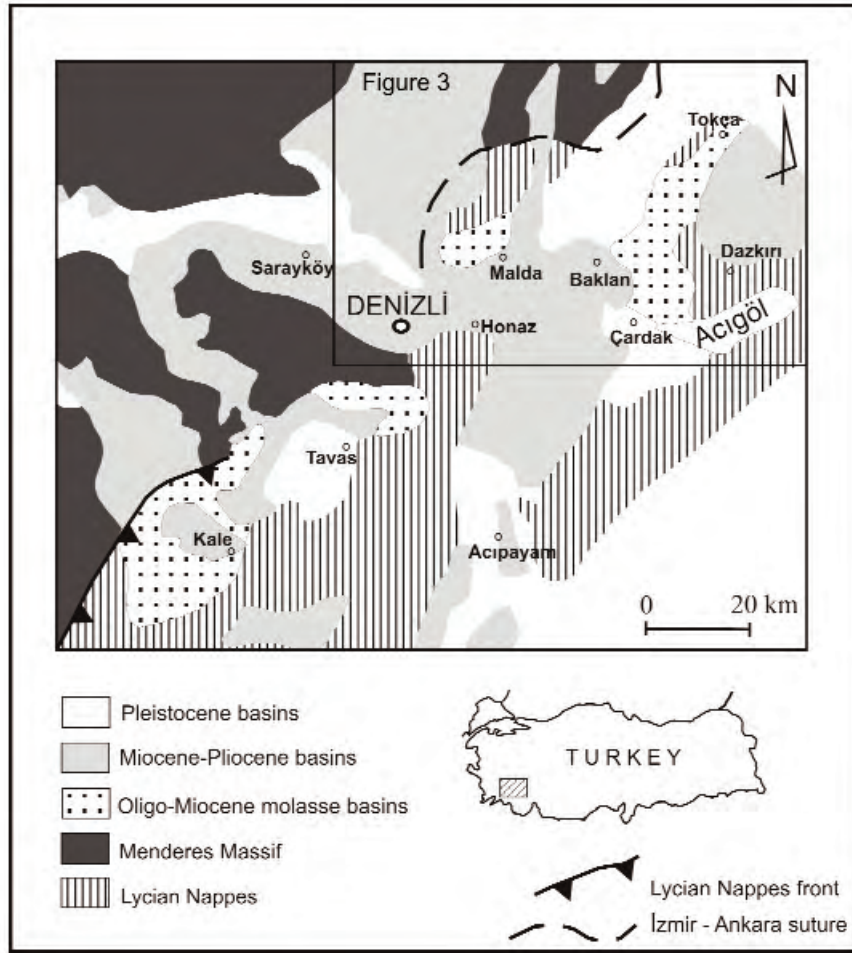 Figure 3
N
Tokça
Sarayköy
Malda
Baklan
Dazkırı
DENİZLİ
Honaz
Çardak
Acıgöl
Tavas
Kale
Acıpayam
0 20 km
Pleistocene basins
Miocene-Pliocene basins
Oligo-Miocene molasse basins
Menderes Massif
Lycian Nappes
TURKEY
Lycian Nappes front
İzmir - Ankara suture